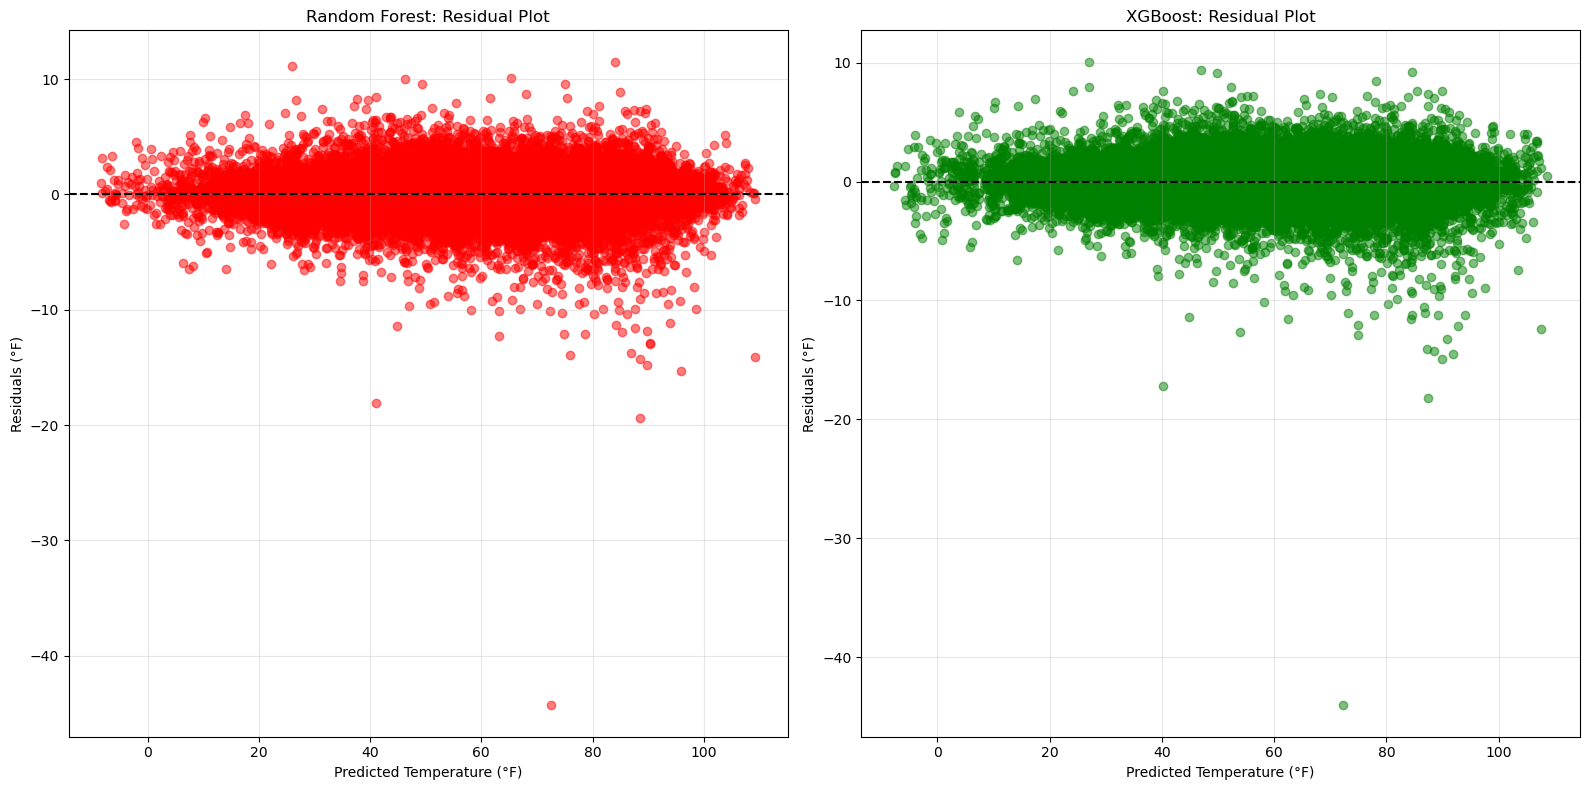 Random Forest: Residual Plot
10
0
−10
−20
−30
−40
Residuals (°F)
0 20 40 60 80 100
Predicted Temperature (°F)
XGBoost: Residual Plot
10
0
−10
−20
−30
−40
Residuals (°F)
0 20 40 60 80 100
Predicted Temperature (°F)